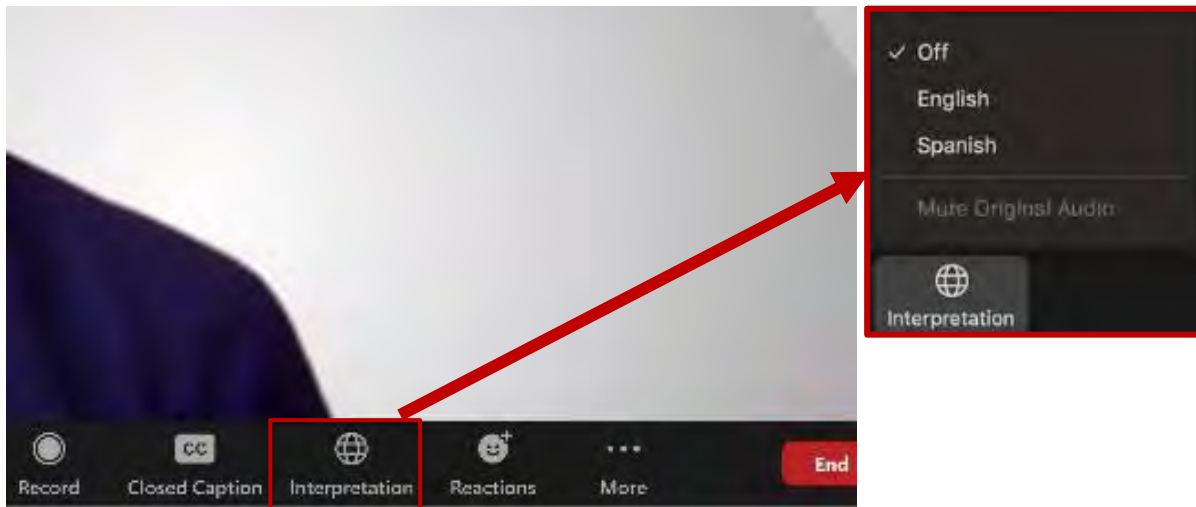 Off
English
Spanish
Mute Original Audio
Interpretation
CC
Record
Closed Caption
Interpretation
Reactions
More
End